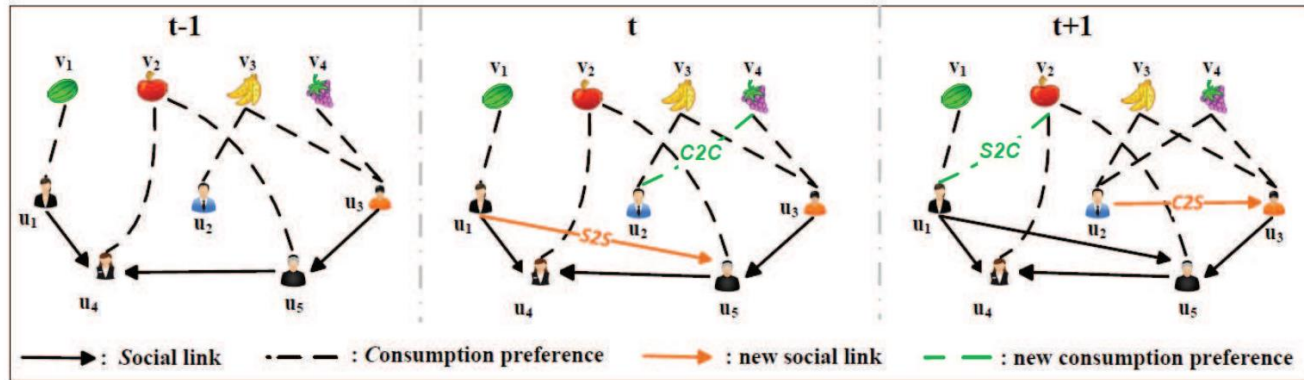 t-1
t
t+1
v1 v2 v3 v4
v1 v2 v3 v4
v1 v2 v3 v4
C2C
S2C
u1 u2 u3
u1 u2 u3
u1 u2 u3
S2S
C2S
u4 u5
u4 u5
u4 u5
: Social link
: Consumption preference
: new social link
: new consumption preference